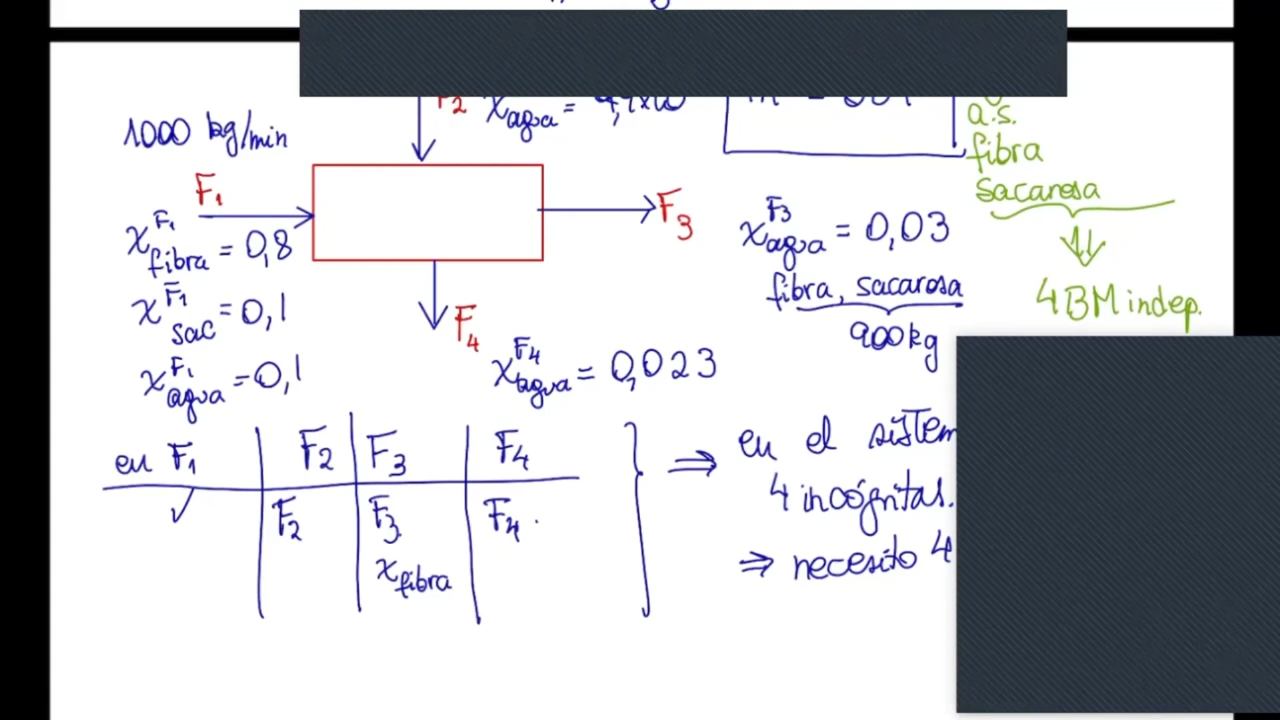 1000 kg/min
F₂ x agua =
a.s.
fibra
sacarosa
F₁
F₃
x^F₁ fibra = 0,8
x^F₃ agua = 0,03
fibra, sacarosa
900kg
4 BM indep.
x^F₁ sac = 0,1
F₄
x^F₄ agua = 0,023
x^F₁ agua = 0,1
en F₁ F₂ F₃ F₄
✓ F₂ F₃ F₄.
x fibra
⇒ en el sistem
4 incógnitas.
⇒ necesito 4